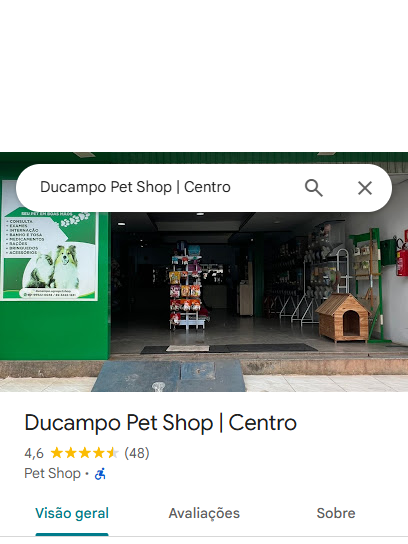 Ducampo Pet Shop | Centro
SEU PET EM BOAS MÃOS
• CONSULTA
• EXAMES
• INTERNAÇÃO
• BANHO E TOSA
• MEDICAMENTOS
• RAÇÕES
• BRINQUEDOS
• ACESSÓRIOS
Ducampo Pet Shop | Centro
4,6 (48)
Pet Shop •
Visão geral
Avaliações
Sobre